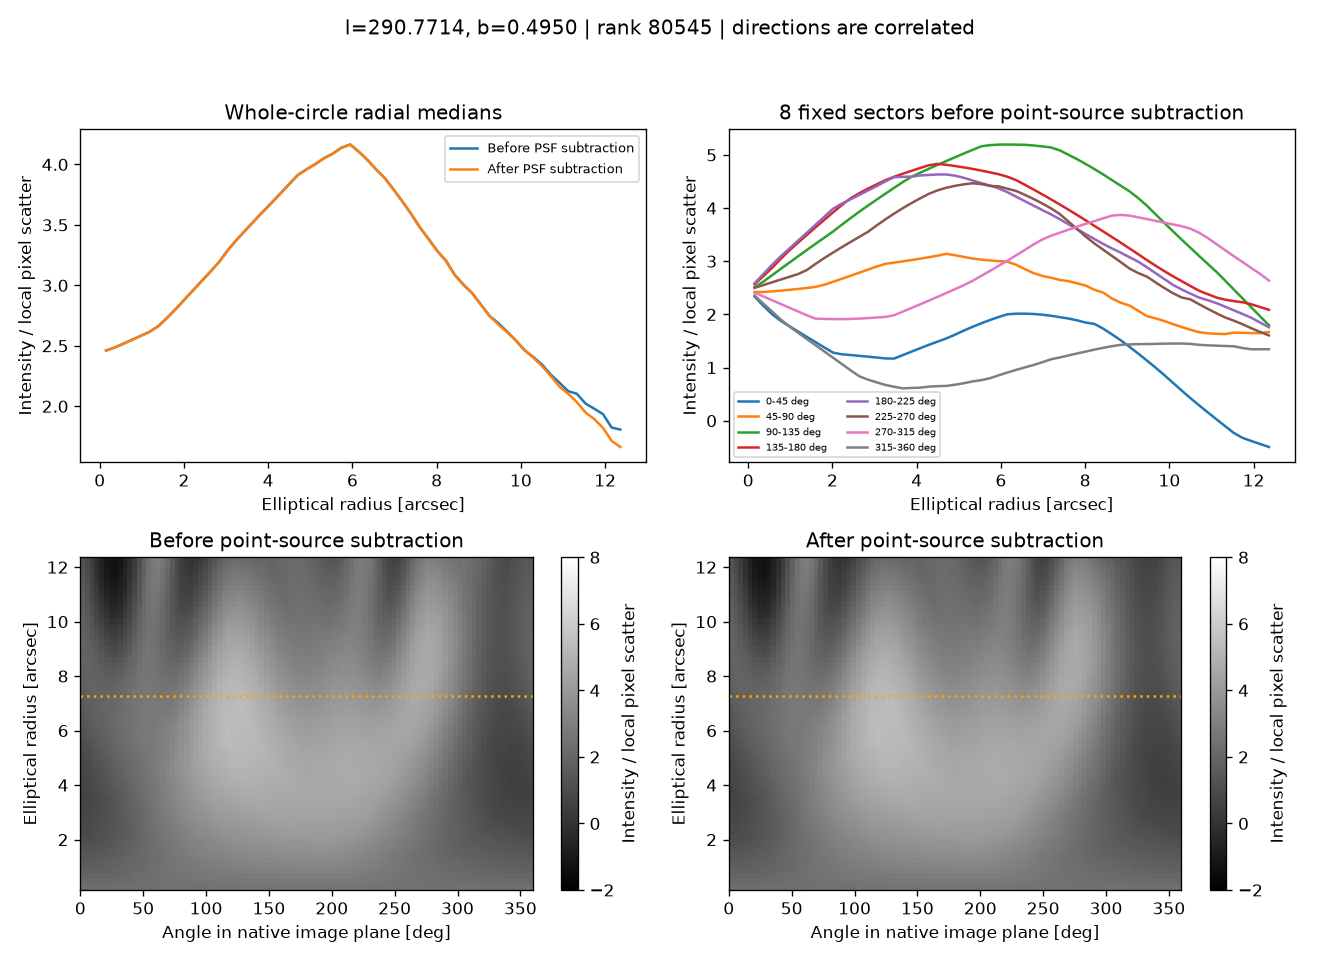 l=290.7714, b=0.4950 | rank 80545 | directions are correlated
Whole-circle radial medians
Intensity / local pixel scatter
4.0
3.5
3.0
2.5
2.0
Before PSF subtraction
After PSF subtraction
0 2 4 6 8 10 12
Elliptical radius [arcsec]
8 fixed sectors before point-source subtraction
Intensity / local pixel scatter
5
4
3
2
1
0
0-45 deg
45-90 deg
90-135 deg
135-180 deg
180-225 deg
225-270 deg
270-315 deg
315-360 deg
0 2 4 6 8 10 12
Elliptical radius [arcsec]
Before point-source subtraction
Elliptical radius [arcsec]
12
10
8
6
4
2
0 50 100 150 200 250 300 350
Angle in native image plane [deg]
8
6
4
2
0
−2
Intensity / local pixel scatter
After point-source subtraction
Elliptical radius [arcsec]
12
10
8
6
4
2
0 50 100 150 200 250 300 350
Angle in native image plane [deg]
8
6
4
2
0
−2
Intensity / local pixel scatter